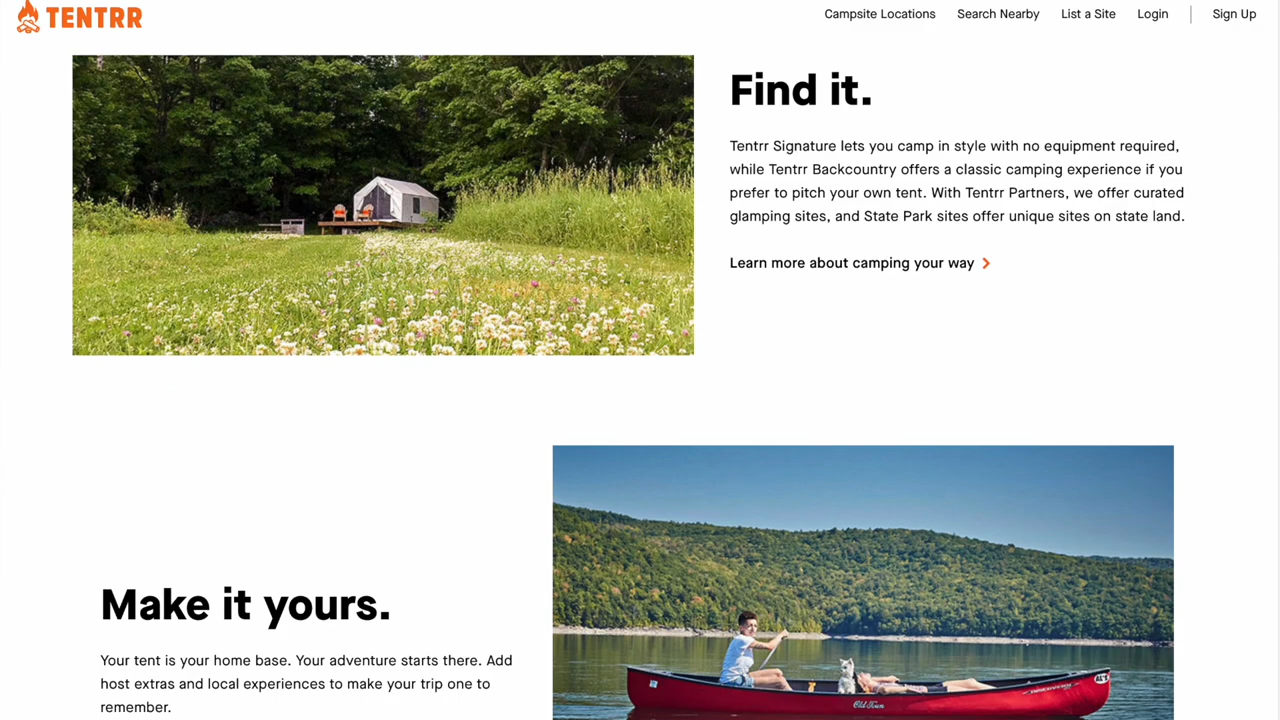 TENTRR
Campsite Locations
Search Nearby
List a Site
Login
Sign Up
Find it.
Tentrr Signature lets you camp in style with no equipment required,
while Tentrr Backcountry offers a classic camping experience if you
prefer to pitch your own tent. With Tentrr Partners, we offer curated
glamping sites, and State Park sites offer unique sites on state land.
Learn more about camping your way
Make it yours.
Your tent is your home base. Your adventure starts there. Add
host extras and local experiences to make your trip one to
remember.
Old Town